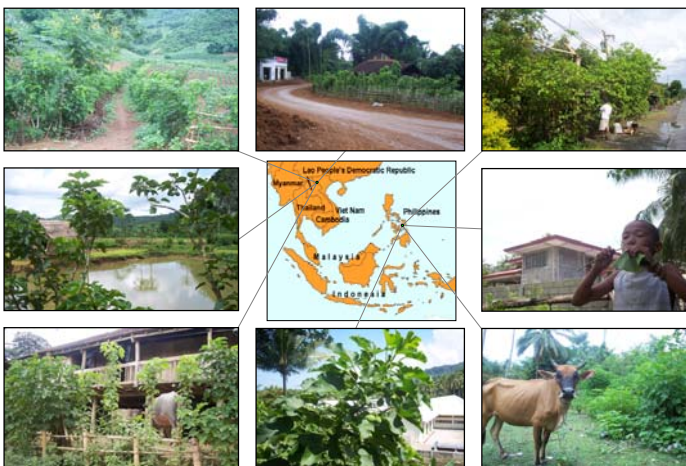 Lao People's Democratic Republic
Myanmar
Thailand
Viet Nam
Philippines
Cambodia
Malaysia
Indonesia